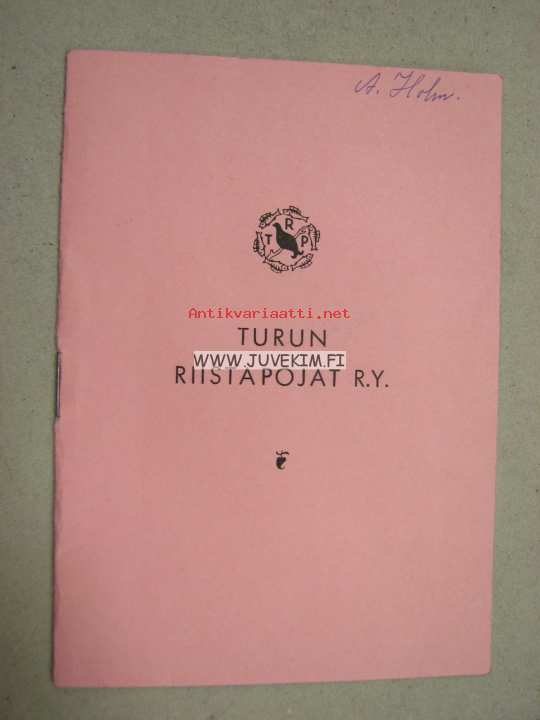 A. Holm.
R
T P
Antikvariaatti.net
TURUN
WWW.JUVEKIM.FI
RIISTAPOJAT R.Y.